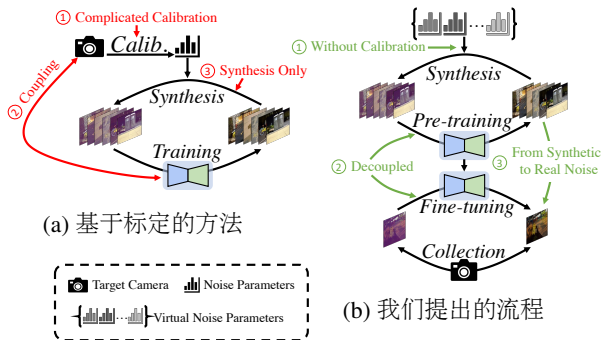 ① Complicated Calibration
Calib.
③ Synthesis Only
Synthesis
② Coupling
Training
(a) 基于标定的方法
Target Camera
Noise Parameters
{ … } Virtual Noise Parameters
{ … }
① Without Calibration
Synthesis
Pre-training
② Decoupled
③ From Synthetic
to Real Noise
Fine-tuning
Collection
(b) 我们提出的流程